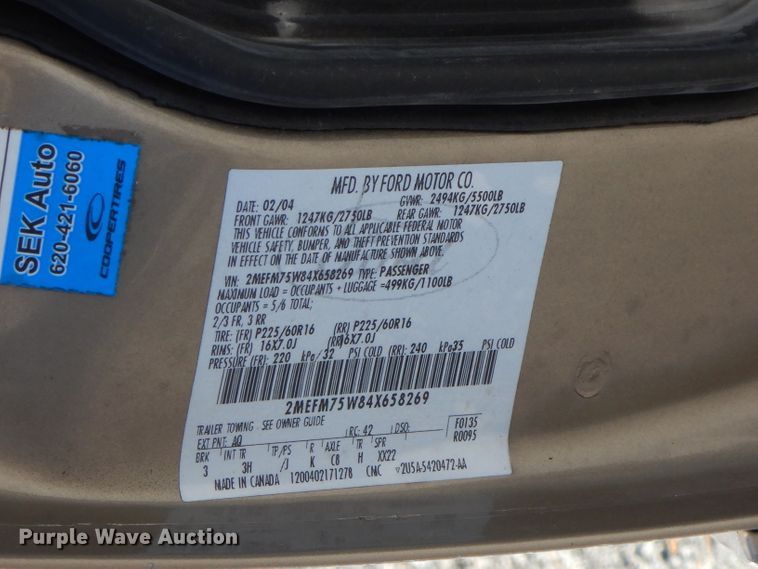 SEK Auto
620-421-6060
COOPERTIRES
MFD. BY FORD MOTOR CO.
DATE: 02/04 GVWR: 2494KG/5500LB
FRONT GAWR: 1247KG/2750LB REAR GAWR: 1247KG/2750LB
THIS VEHICLE CONFORMS TO ALL APPLICABLE FEDERAL MOTOR
VEHICLE SAFETY, BUMPER, AND THEFT PREVENTION STANDARDS
IN EFFECT ON THE DATE OF MANUFACTURE SHOWN ABOVE.
VIN: 2MEFM75W84X658269 TYPE: PASSENGER
MAXIMUM LOAD = OCCUPANTS + LUGGAGE =499KG/1100LB
OCCUPANTS = 5/6 TOTAL;
2/3 FR, 3 RR
TIRE: (FR) P225/60R16 (RR) P225/60R16
RIMS: (FR) 16X7.0J (RR)16X7.0J
PRESSURE (FR): 220 kPa/32 PSI COLD (RR): 240 kPa35 PSI COLD
2MEFM75W84X658269
TRAILER TOWING - SEE OWNER GUIDE
EXT PNT: AQ RC: 42 DSO: F0135
R0095
BRK INT TR TP/PS R AXLE TR SPR
3 3H /J K C8 H XX22
MADE IN CANADA 1200402171278 CMC V2U5A-5420472-AA
Purple Wave Auction